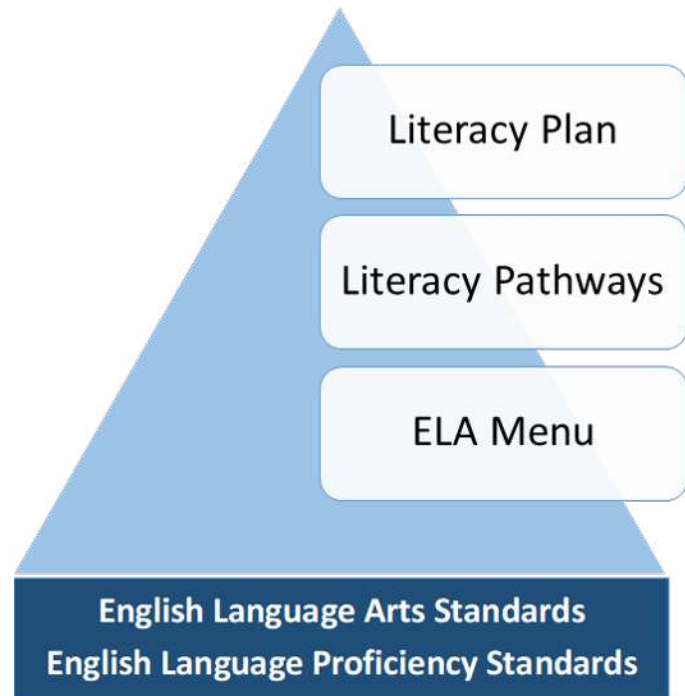 Literacy Plan
Literacy Pathways
ELA Menu
English Language Arts Standards
English Language Proficiency Standards